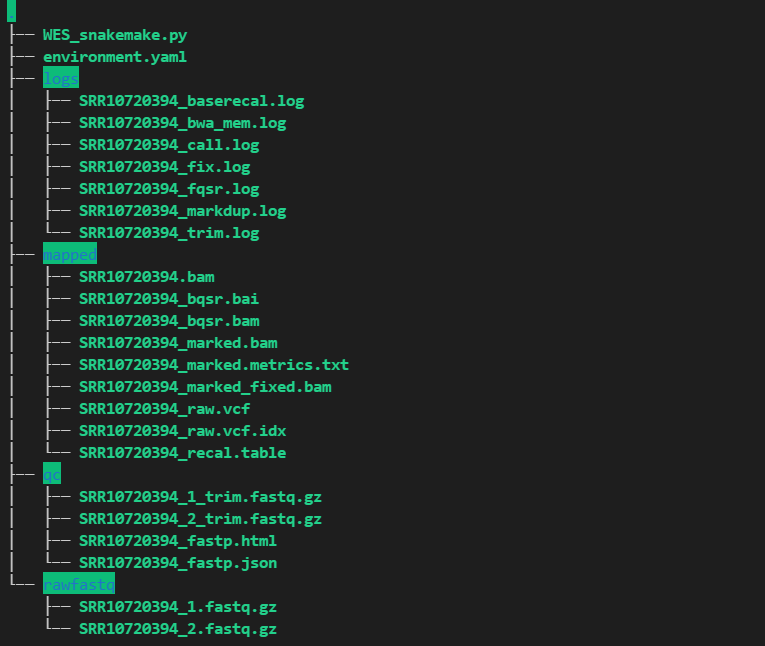 .
├── WES_snakemake.py
├── environment.yaml
├── logs
│   ├── SRR10720394_baserecal.log
│   ├── SRR10720394_bwa_mem.log
│   ├── SRR10720394_call.log
│   ├── SRR10720394_fix.log
│   ├── SRR10720394_fqsr.log
│   ├── SRR10720394_markdup.log
│   └── SRR10720394_trim.log
├── mapped
│   ├── SRR10720394.bam
│   ├── SRR10720394_bqsr.bai
│   ├── SRR10720394_bqsr.bam
│   ├── SRR10720394_marked.bam
│   ├── SRR10720394_marked.metrics.txt
│   ├── SRR10720394_marked_fixed.bam
│   ├── SRR10720394_raw.vcf
│   ├── SRR10720394_raw.vcf.idx
│   └── SRR10720394_recal.table
├── qc
│   ├── SRR10720394_1_trim.fastq.gz
│   ├── SRR10720394_2_trim.fastq.gz
│   ├── SRR10720394_fastp.html
│   └── SRR10720394_fastp.json
└── rawfastq
    ├── SRR10720394_1.fastq.gz
    └── SRR10720394_2.fastq.gz